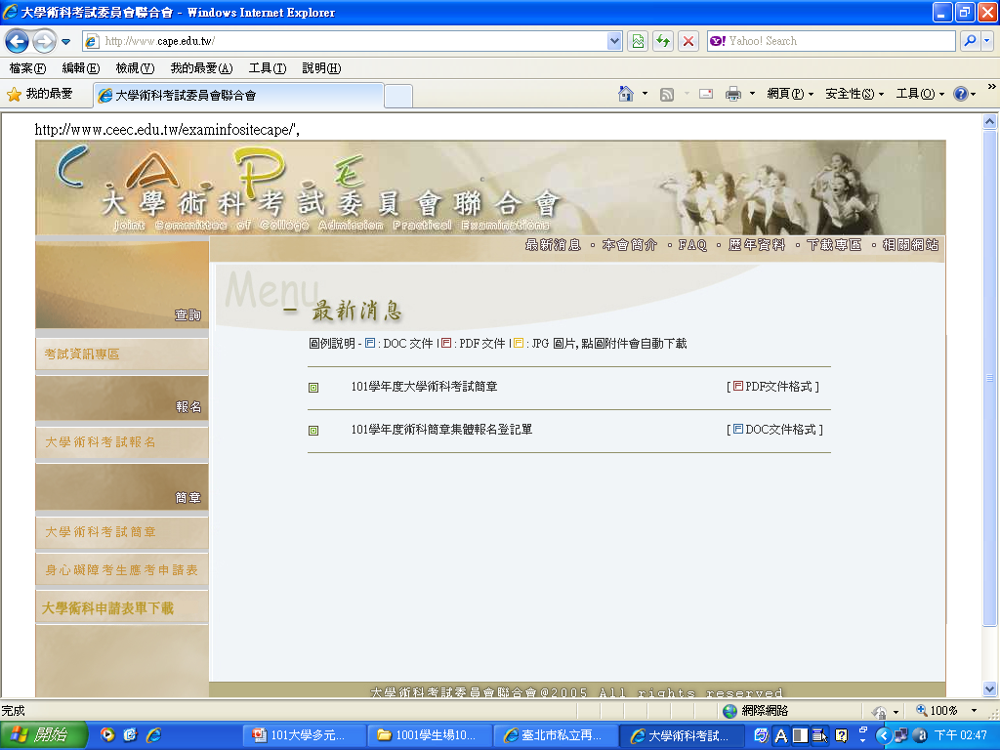 大學術科考試委員會聯合會 - Windows Internet Explorer
http://www.cape.edu.tw/
Yahoo! Search
檔案(F) 編輯(E) 檢視(V) 我的最愛(A) 工具(T) 說明(H)
我的最愛 大學術科考試委員會聯合會 網頁(P) 安全性(S) 工具(O) »
http://www.ceec.edu.tw/examinfositecape/",
C.A.P.E
大學術科考試委員會聯合會
Joint Committee of College Admission Practical Examinations
最新消息 · 本會簡介 · FAQ · 歷年資料 · 下載專區 · 相關網站
查詢
考試資訊專區
報名
大學術科考試報名
簡章
大學術科考試簡章
身心礙障考生應考申請表
大學術科申請表單下載
Menu
– 最新消息
圖例說明 - : DOC 文件 | : PDF 文件 | : JPG 圖片, 點圖附件會自動下載
101學年度大學術科考試簡章 [ PDF文件格式 ]
101學年度術科簡章集體報名登記單 [ DOC文件格式 ]
大學術科考試委員會聯合會@2005 All rights reserved
完成 網際網路 100%
開始 101大學多元... 1001學生場10... 臺北市私立再... 大學術科考試... 下午 02:47